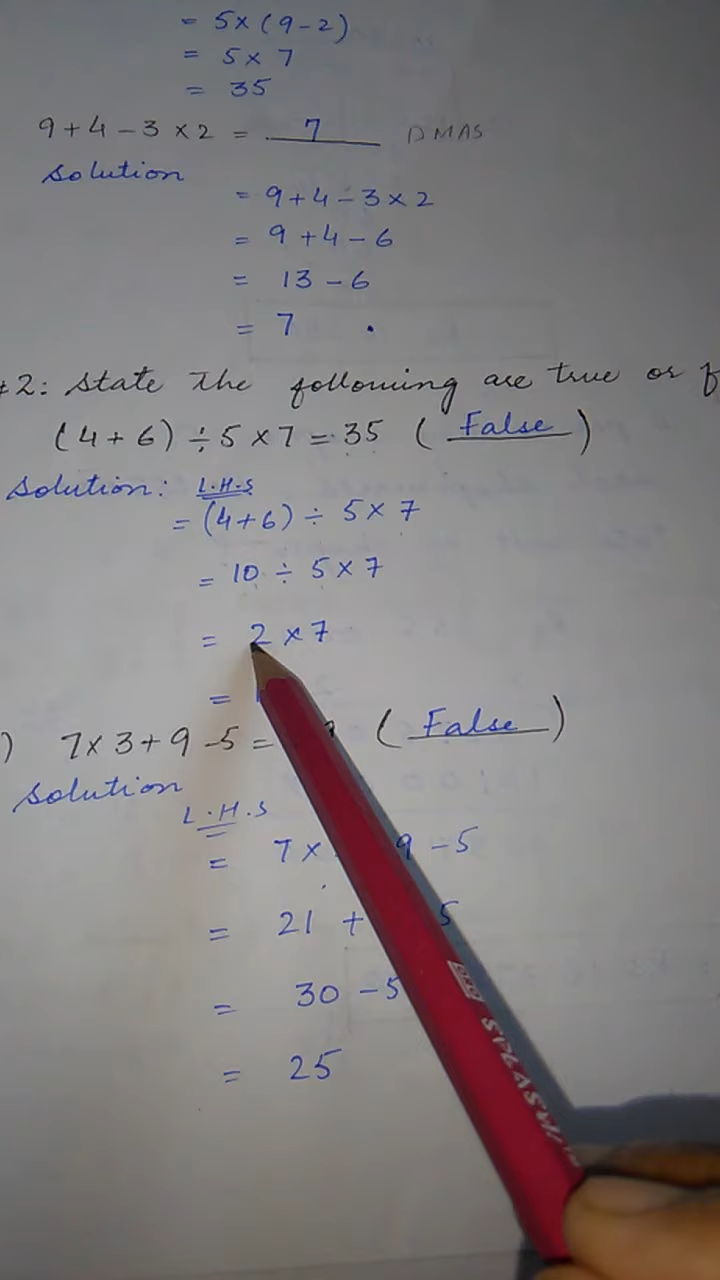 = 5 × (9 - 2)
= 5 × 7
= 35
9 + 4 - 3 × 2 = 7 DMAS
Solution
= 9 + 4 - 3 × 2
= 9 + 4 - 6
= 13 - 6
= 7
2: State the following are true or
(4 + 6) ÷ 5 × 7 = 35 (False)
Solution: L.H.S
= (4+6) ÷ 5 × 7
= 10 ÷ 5 × 7
= 2 × 7
= 1
) 7 × 3 + 9 - 5 = (False)
Solution
L.H.S
= 7 × 9 - 5
= 21 + 5
= 30 - 5
= 25